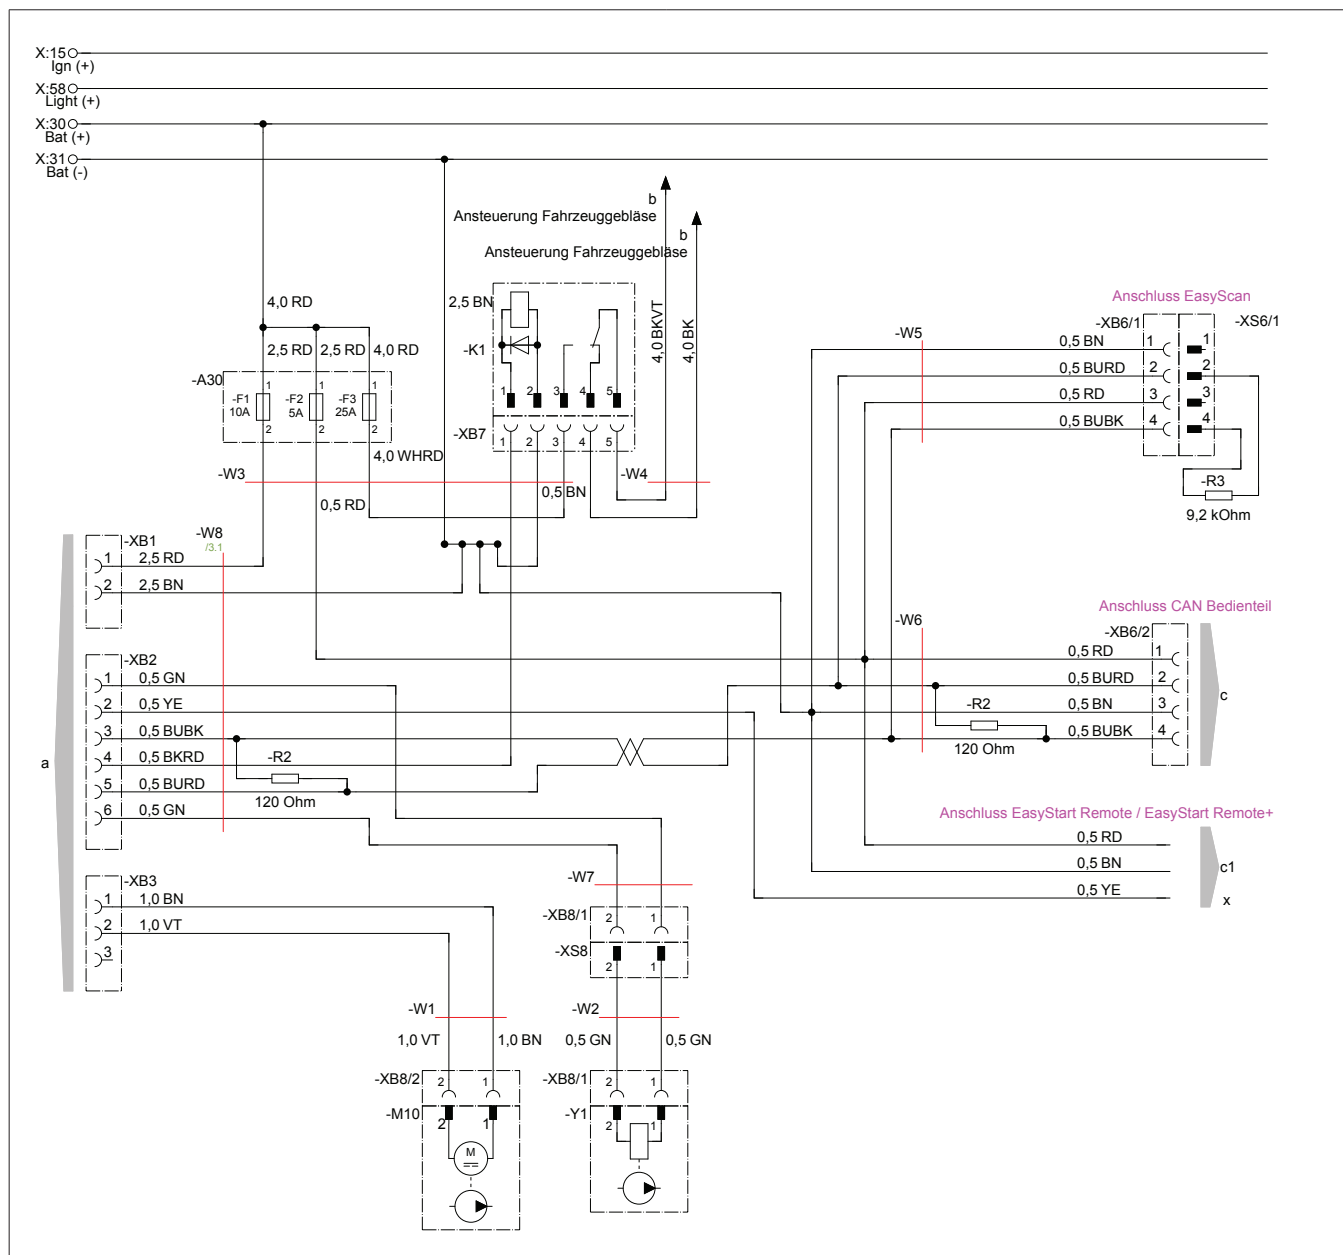 X:15
Ign (+)
X:58
Light (+)
X:30
Bat (+)
X:31
Bat (-)
b
Ansteuerung Fahrzeuggebläse
b
Ansteuerung Fahrzeuggebläse
4,0 RD
2,5 BN
4,0 BKVT
4,0 BK
Anschluss EasyScan
-XB6/1
-XS6/1
-W5
2,5 RD
2,5 RD
4,0 RD
-K1
0,5 BN
1
1
0,5 BURD
2
2
0,5 RD
3
3
0,5 BUBK
4
4
-A30
1
1
1
-F1
10A
-F2
5A
-F3
25A
2
2
2
1
2
3
4
5
-XB7
1
2
3
4
5
4,0 WHRD
-W3
-W4
0,5 BN
0,5 RD
-R3
9,2 kOhm
-XB1
-W8
/3.1
1
2,5 RD
2
2,5 BN
Anschluss CAN Bedienteil
-W6
-XB6/2
0,5 RD
1
0,5 BURD
2
0,5 BN
3
0,5 BUBK
4
-R2
120 Ohm
c
-XB2
1
0,5 GN
2
0,5 YE
3
0,5 BUBK
4
0,5 BKRD
5
0,5 BURD
6
0,5 GN
-R2
120 Ohm
a
Anschluss EasyStart Remote / EasyStart Remote+
0,5 RD
0,5 BN
c1
0,5 YE
x
-XB3
1
1,0 BN
2
1,0 VT
3
-W7
-XB8/1
2
1
-XS8
2
1
-W1
-W2
1,0 VT
1,0 BN
0,5 GN
0,5 GN
-XB8/2
2
1
-XB8/1
2
1
-M10
2
1
-Y1
2
1
M